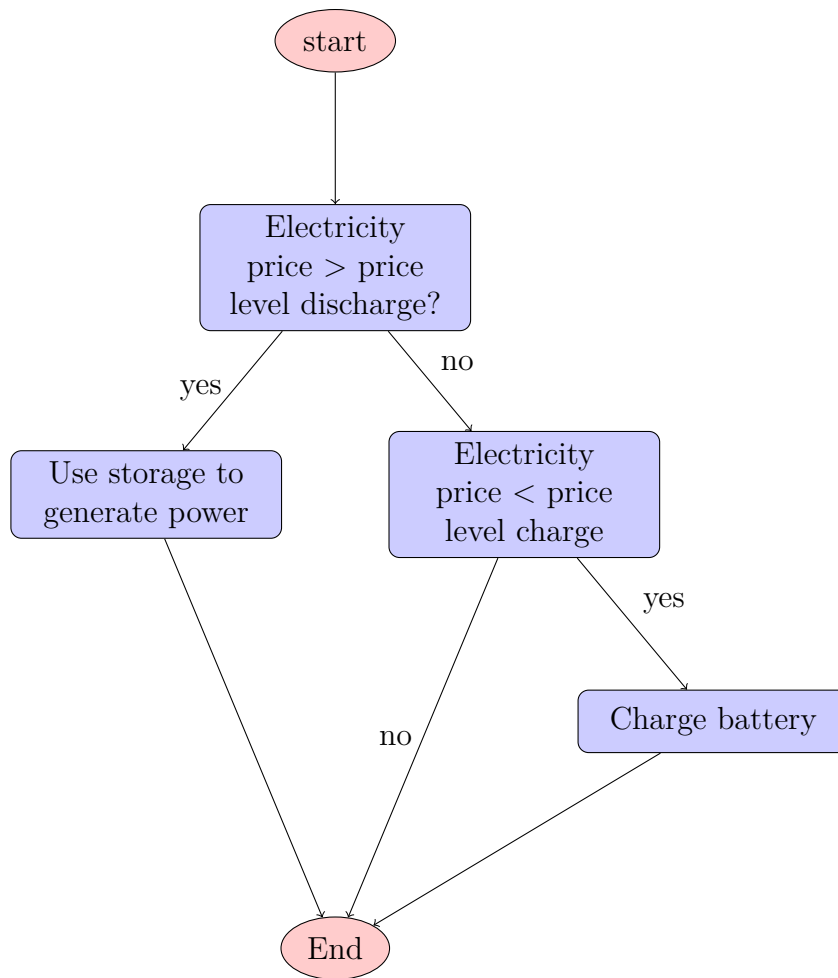 start
Electricity
price > price
level discharge?
yes
no
Use storage to
generate power
Electricity
price < price
level charge
yes
no
Charge battery
End